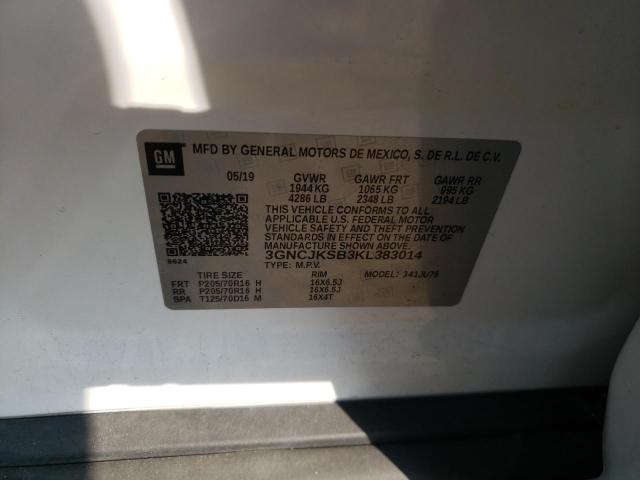 GM
MFD BY GENERAL MOTORS DE MEXICO, S. DE R.L. DE C.V.
05/19 GVWR GAWR FRT GAWR RR
1944 KG 1065 KG 995 KG
4286 LB 2348 LB 2194 LB
THIS VEHICLE CONFORMS TO ALL
APPLICABLE U.S. FEDERAL MOTOR
VEHICLE SAFETY AND THEFT PREVENTION
STANDARDS IN EFFECT ON THE DATE OF
MANUFACTURE SHOWN ABOVE.
3GNCJKSB3KL383014
9624
TYPE: M.P.V. MODEL: 341JU76
TIRE SIZE RIM
FRT P205/70R16 H 16X6.5J
RR P205/70R16 H 16X6.5J
SPA T125/70D16 M 16X4T